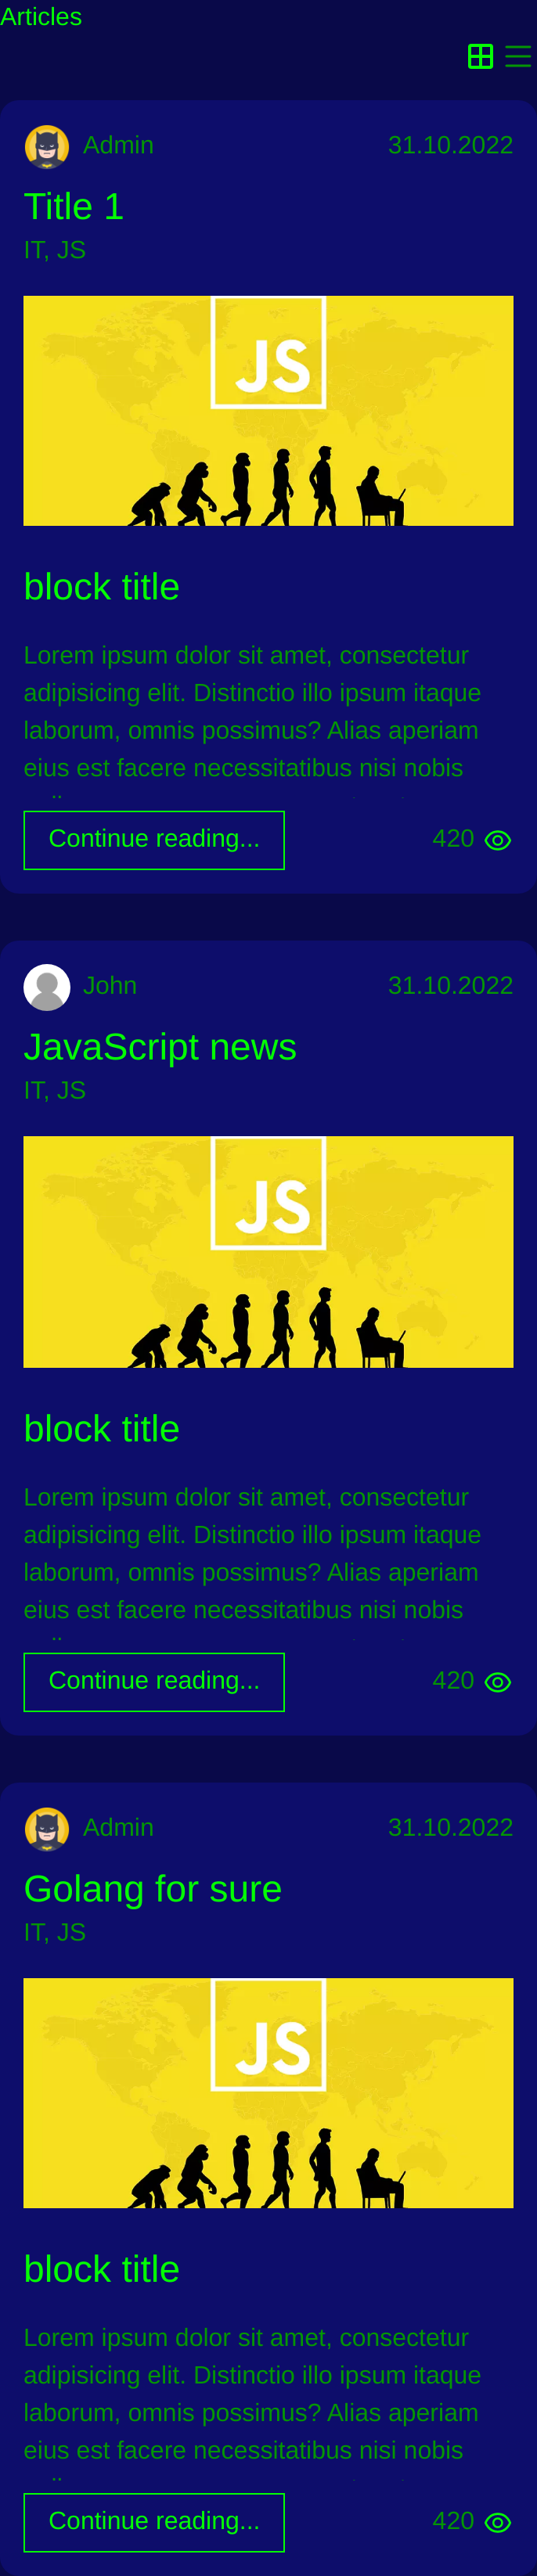 Articles
Admin 31.10.2022
Title 1
IT, JS
JS
block title
Lorem ipsum dolor sit amet, consectetur
adipisicing elit. Distinctio illo ipsum itaque
laborum, omnis possimus? Alias aperiam
eius est facere necessitatibus nisi nobis
Continue reading... 420
John 31.10.2022
JavaScript news
IT, JS
JS
block title
Lorem ipsum dolor sit amet, consectetur
adipisicing elit. Distinctio illo ipsum itaque
laborum, omnis possimus? Alias aperiam
eius est facere necessitatibus nisi nobis
Continue reading... 420
Admin 31.10.2022
Golang for sure
IT, JS
JS
block title
Lorem ipsum dolor sit amet, consectetur
adipisicing elit. Distinctio illo ipsum itaque
laborum, omnis possimus? Alias aperiam
eius est facere necessitatibus nisi nobis
Continue reading... 420